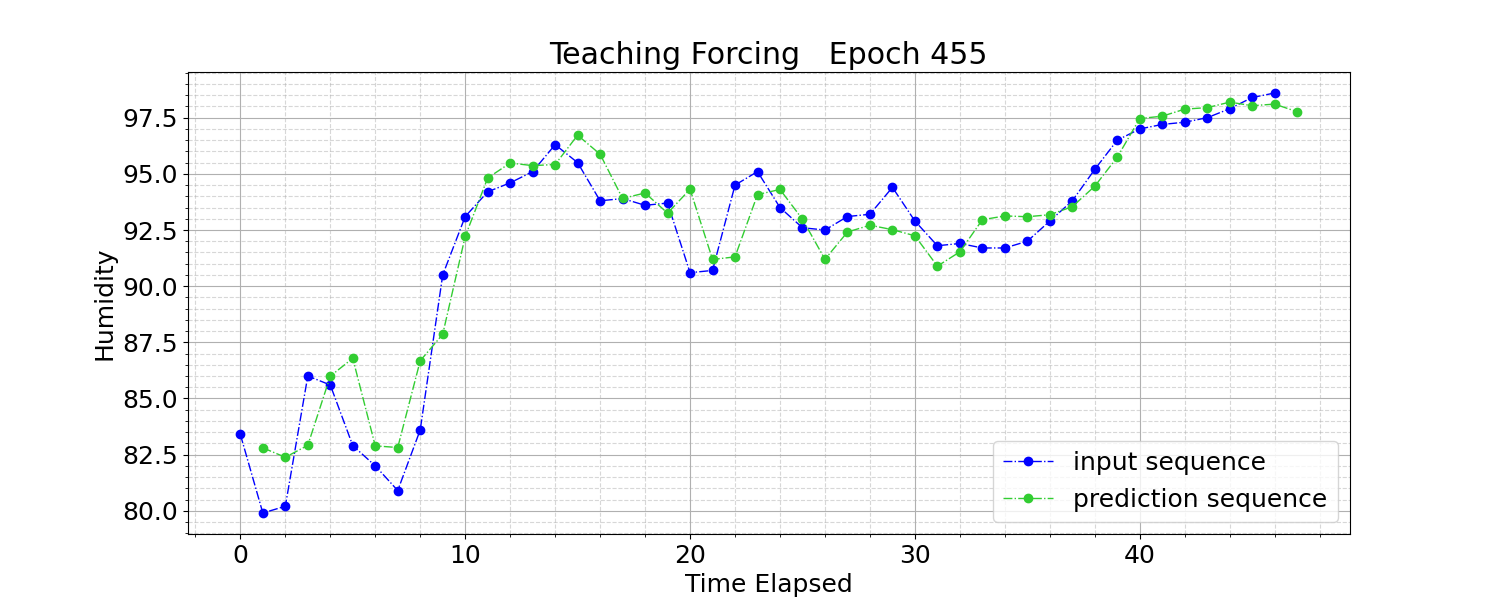 Teaching Forcing   Epoch 455
97.5
95.0
92.5
90.0
87.5
85.0
82.5
80.0
Humidity
0 10 20 30 40
Time Elapsed
input sequence
prediction sequence